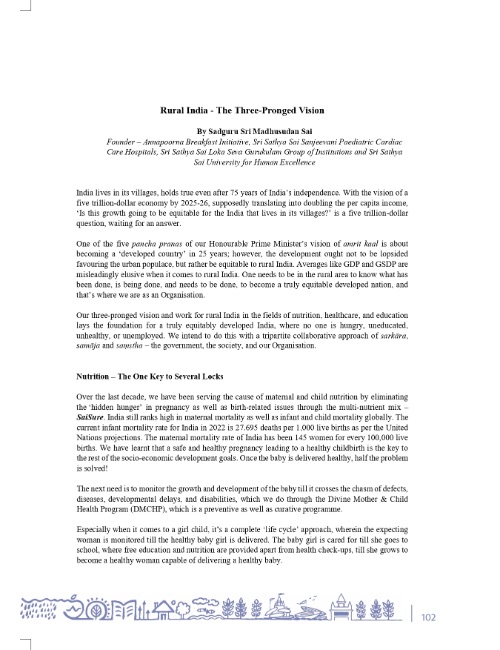 Rural India - The Three-Pronged Vision
By Sadguru Sri Madhusudan Sai
Founder – Annapoorna Breakfast Initiative, Sri Sathya Sai Sanjeevani Paediatric Cardiac
Care Hospitals, Sri Sathya Sai Loka Seva Gurukulam Group of Institutions and Sri Sathya
Sai University for Human Excellence
India lives in its villages, holds true even after 75 years of India's independence. With the vision of a
five trillion-dollar economy by 2025-26, supposedly translating into doubling the per capita income,
'Is this growth going to be equitable for the India that lives in its villages?' is a five trillion-dollar
question, waiting for an answer.
One of the five pancha pranas of our Honourable Prime Minister's vision of amrit kaal is about
becoming a 'developed country' in 25 years; however, the development ought not to be lopsided
favouring the urban populace, but rather be equitable to rural India. Averages like GDP and GSDP are
misleadingly elusive when it comes to rural India. One needs to be in the rural area to know what has
been done, is being done, and needs to be done, to become a truly equitable developed nation, and
that's where we are as an Organisation.
Our three-pronged vision and work for rural India in the fields of nutrition, healthcare, and education
lays the foundation for a truly equitably developed India, where no one is hungry, uneducated,
unhealthy, or unemployed. We intend to do this with a tripartite collaborative approach of sarkāra,
samāja and sanstha – the government, the society, and our Organisation.
Nutrition – The One Key to Several Locks
Over the last decade, we have been serving the cause of maternal and child nutrition by eliminating
the 'hidden hunger' in pregnancy as well as birth-related issues through the multi-nutrient mix –
SaiSure. India still ranks high in maternal mortality as well as infant and child mortality globally. The
current infant mortality rate for India in 2022 is 27.695 deaths per 1,000 live births as per the United
Nations projections. The maternal mortality rate of India has been 145 women for every 100,000 live
births. We have learnt that a safe and healthy pregnancy leading to a healthy childbirth is the key to
the rest of the socio-economic development goals. Once the baby is delivered healthy, half the problem
is solved!
The next need is to monitor the growth and development of the baby till it crosses the chasm of defects,
diseases, developmental delays, and disabilities, which we do through the Divine Mother & Child
Health Program (DMCHP), which is a preventive as well as curative programme.
Especially when it comes to a girl child, it's a complete 'life cycle' approach, wherein the expecting
woman is monitored till the healthy baby girl is delivered. The baby girl is cared for till she goes to
school, where free education and nutrition are provided apart from health check-ups, till she grows to
become a healthy woman capable of delivering a healthy baby.
102